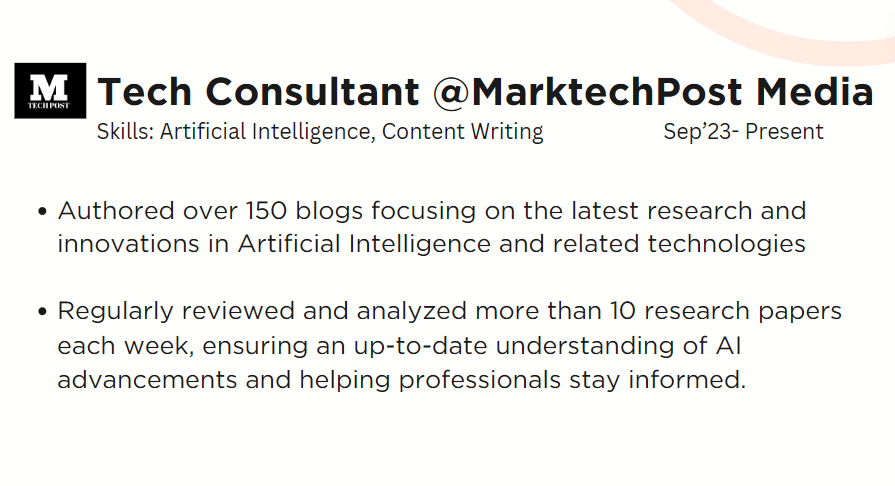 M
TECH POST
Tech Consultant @MarktechPost Media
Skills: Artificial Intelligence, Content Writing
Sep’23- Present
• Authored over 150 blogs focusing on the latest research and
innovations in Artificial Intelligence and related technologies
• Regularly reviewed and analyzed more than 10 research papers
each week, ensuring an up-to-date understanding of AI
advancements and helping professionals stay informed.